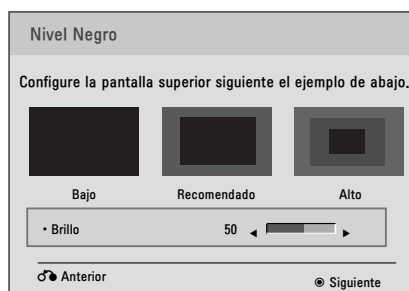 Nivel Negro
Configure la pantalla superior siguiente el ejemplo de abajo.
Bajo Recomendado Alto
• Brillo 50
Anterior Siguiente